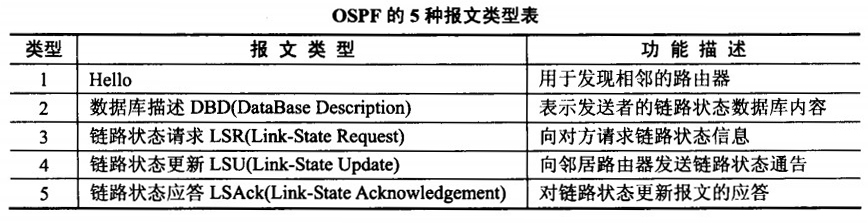 OSPF 的 5 种报文类型表
类型 报文类型 功能描述
1 Hello 用于发现相邻的路由器
2 数据库描述 DBD(DataBase Description) 表示发送者的链路状态数据库内容
3 链路状态请求 LSR(Link-State Request) 向对方请求链路状态信息
4 链路状态更新 LSU(Link-State Update) 向邻居路由器发送链路状态通告
5 链路状态应答 LSAck(Link-State Acknowledgement) 对链路状态更新报文的应答